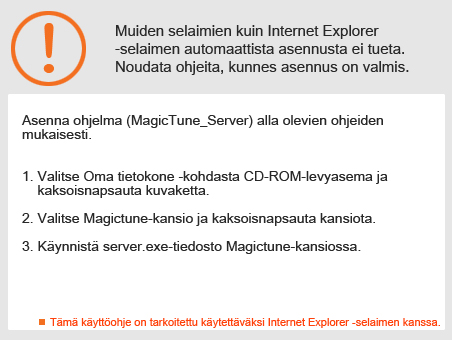 Muiden selaimien kuin Internet Explorer
-selaimen automaattista asennusta ei tueta.
Noudata ohjeita, kunnes asennus on valmis.
Asenna ohjelma (MagicTune_Server) alla olevien ohjeiden
mukaisesti.
1. Valitse Oma tietokone -kohdasta CD-ROM-levyasema ja
kaksoisnapsauta kuvaketta.
2. Valitse Magictune-kansio ja kaksoisnapsauta kansiota.
3. Käynnistä server.exe-tiedosto Magictune-kansiossa.
Tämä käyttöohje on tarkoitettu käytettäväksi Internet Explorer -selaimen kanssa.